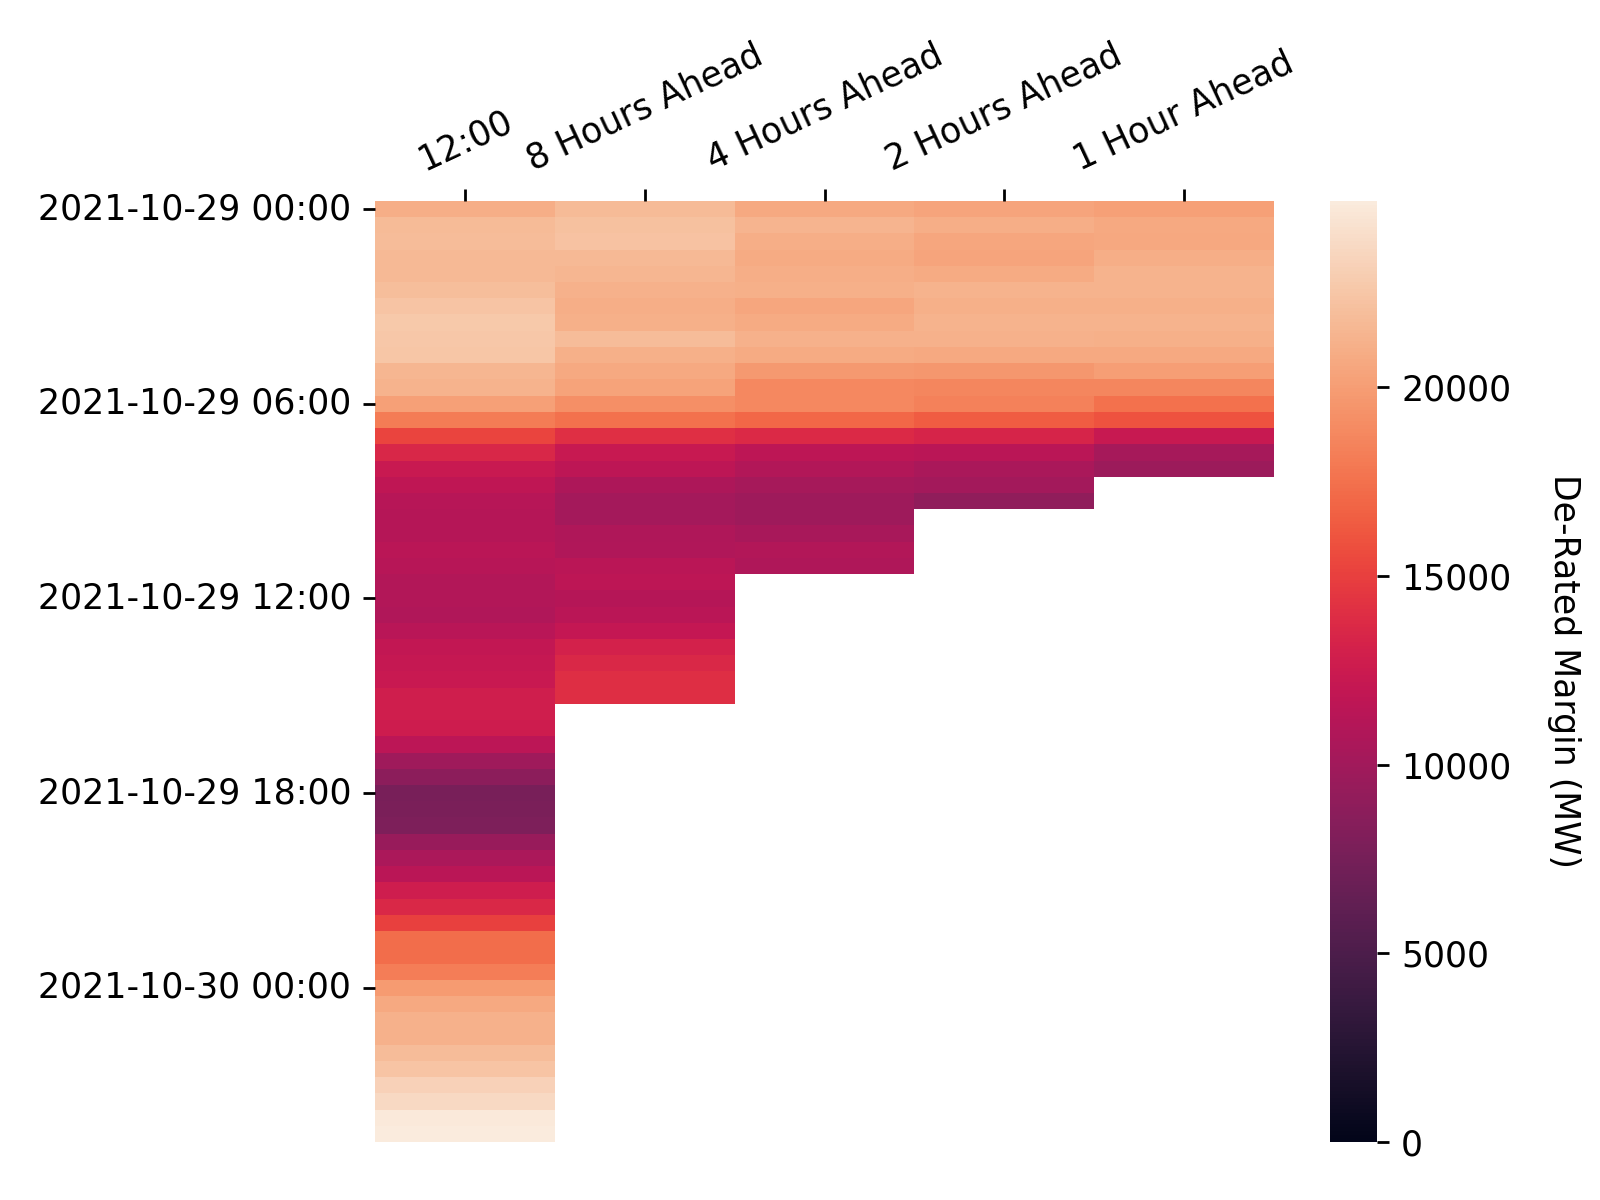 12:00
8 Hours Ahead
4 Hours Ahead
2 Hours Ahead
1 Hour Ahead
2021-10-29 00:00
2021-10-29 06:00
2021-10-29 12:00
2021-10-29 18:00
2021-10-30 00:00
20000
15000
10000
5000
0
De-Rated Margin (MW)